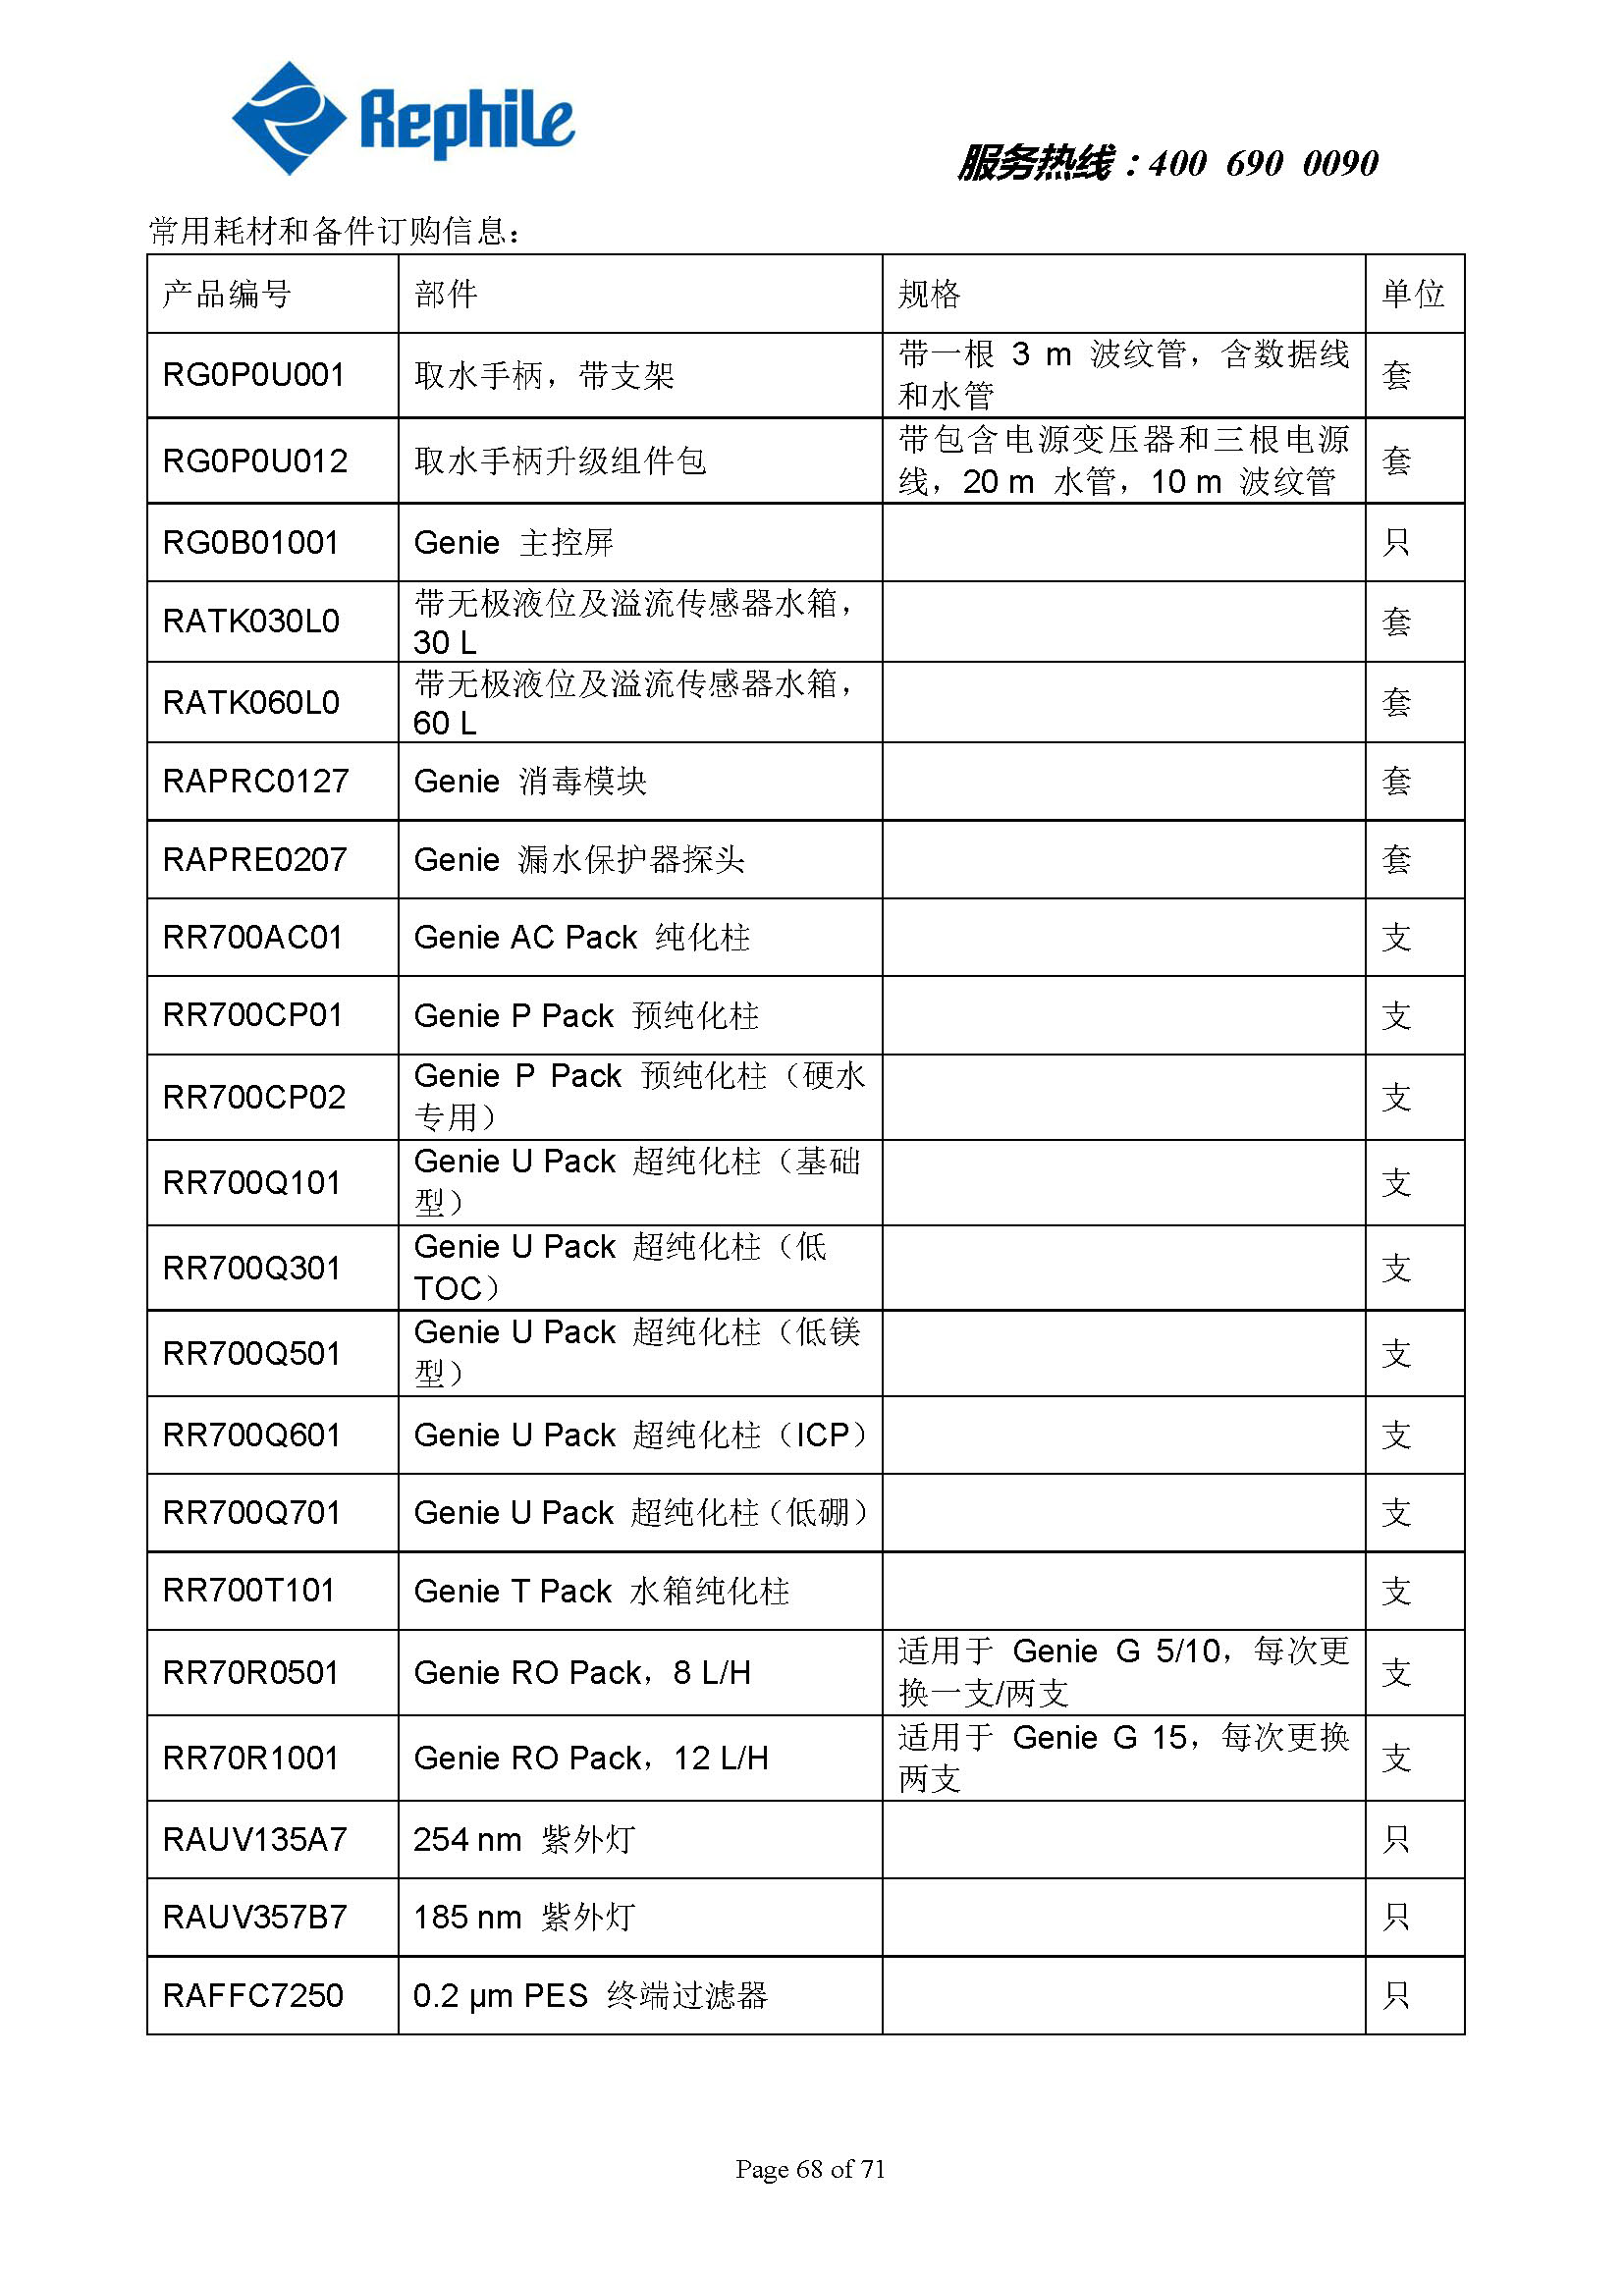 Rephile
服务热线：400 690 0090
常用耗材和备件订购信息：
产品编号 部件 规格 单位
RG0P0U001 取水手柄，带支架 带一根 3 m 波纹管，含数据线
和水管 套
RG0P0U012 取水手柄升级组件包 带包含电源变压器和三根电源
线，20 m 水管，10 m 波纹管 套
RG0B01001 Genie 主控屏 只
RATK030L0 带无极液位及溢流传感器水箱，
30 L 套
RATK060L0 带无极液位及溢流传感器水箱，
60 L 套
RAPRC0127 Genie 消毒模块 套
RAPRE0207 Genie 漏水保护器探头 套
RR700AC01 Genie AC Pack 纯化柱 支
RR700CP01 Genie P Pack 预纯化柱 支
RR700CP02 Genie P Pack 预纯化柱（硬水
专用） 支
RR700Q101 Genie U Pack 超纯化柱（基础
型） 支
RR700Q301 Genie U Pack 超纯化柱（低
TOC） 支
RR700Q501 Genie U Pack 超纯化柱（低镁
型） 支
RR700Q601 Genie U Pack 超纯化柱（ICP） 支
RR700Q701 Genie U Pack 超纯化柱（低硼） 支
RR700T101 Genie T Pack 水箱纯化柱 支
RR70R0501 Genie RO Pack，8 L/H 适用于 Genie G 5/10，每次更
换一支/两支 支
RR70R1001 Genie RO Pack，12 L/H 适用于 Genie G 15，每次更换
两支 支
RAUV135A7 254 nm 紫外灯 只
RAUV357B7 185 nm 紫外灯 只
RAFFC7250 0.2 μm PES 终端过滤器 只
Page 68 of 71